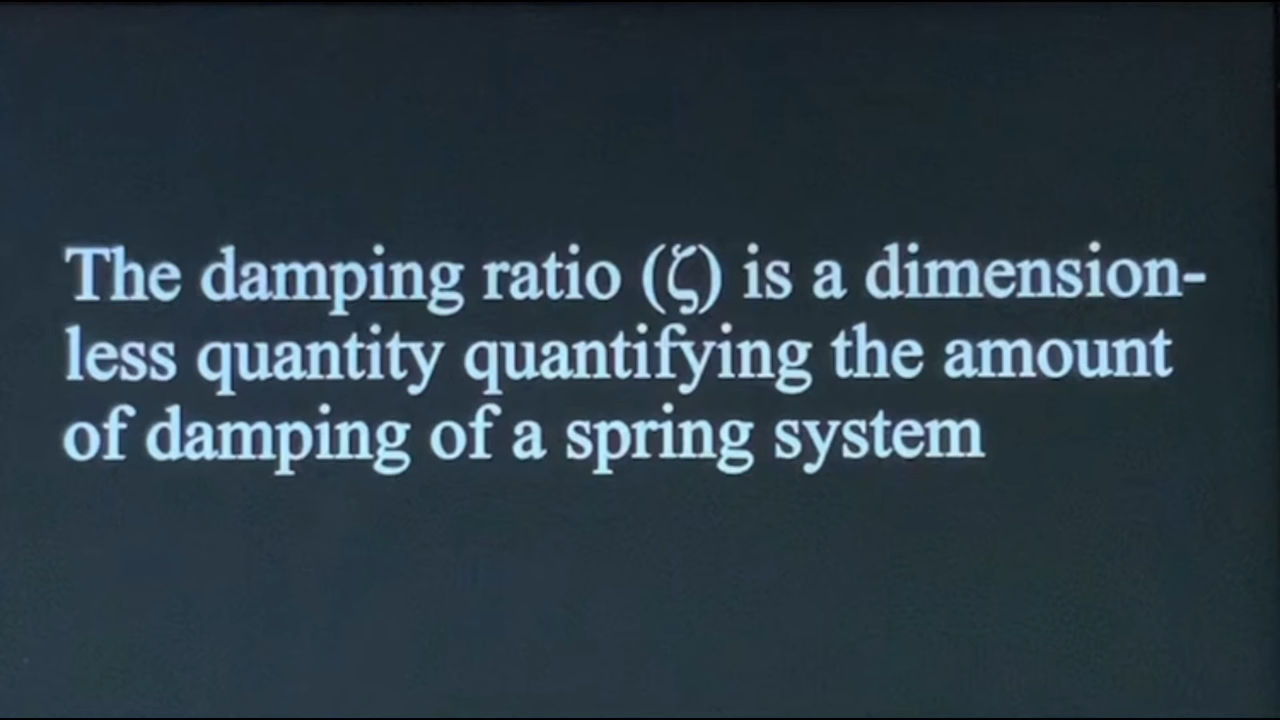 The damping ratio (ζ) is a dimension-
less quantity quantifying the amount
of damping of a spring system